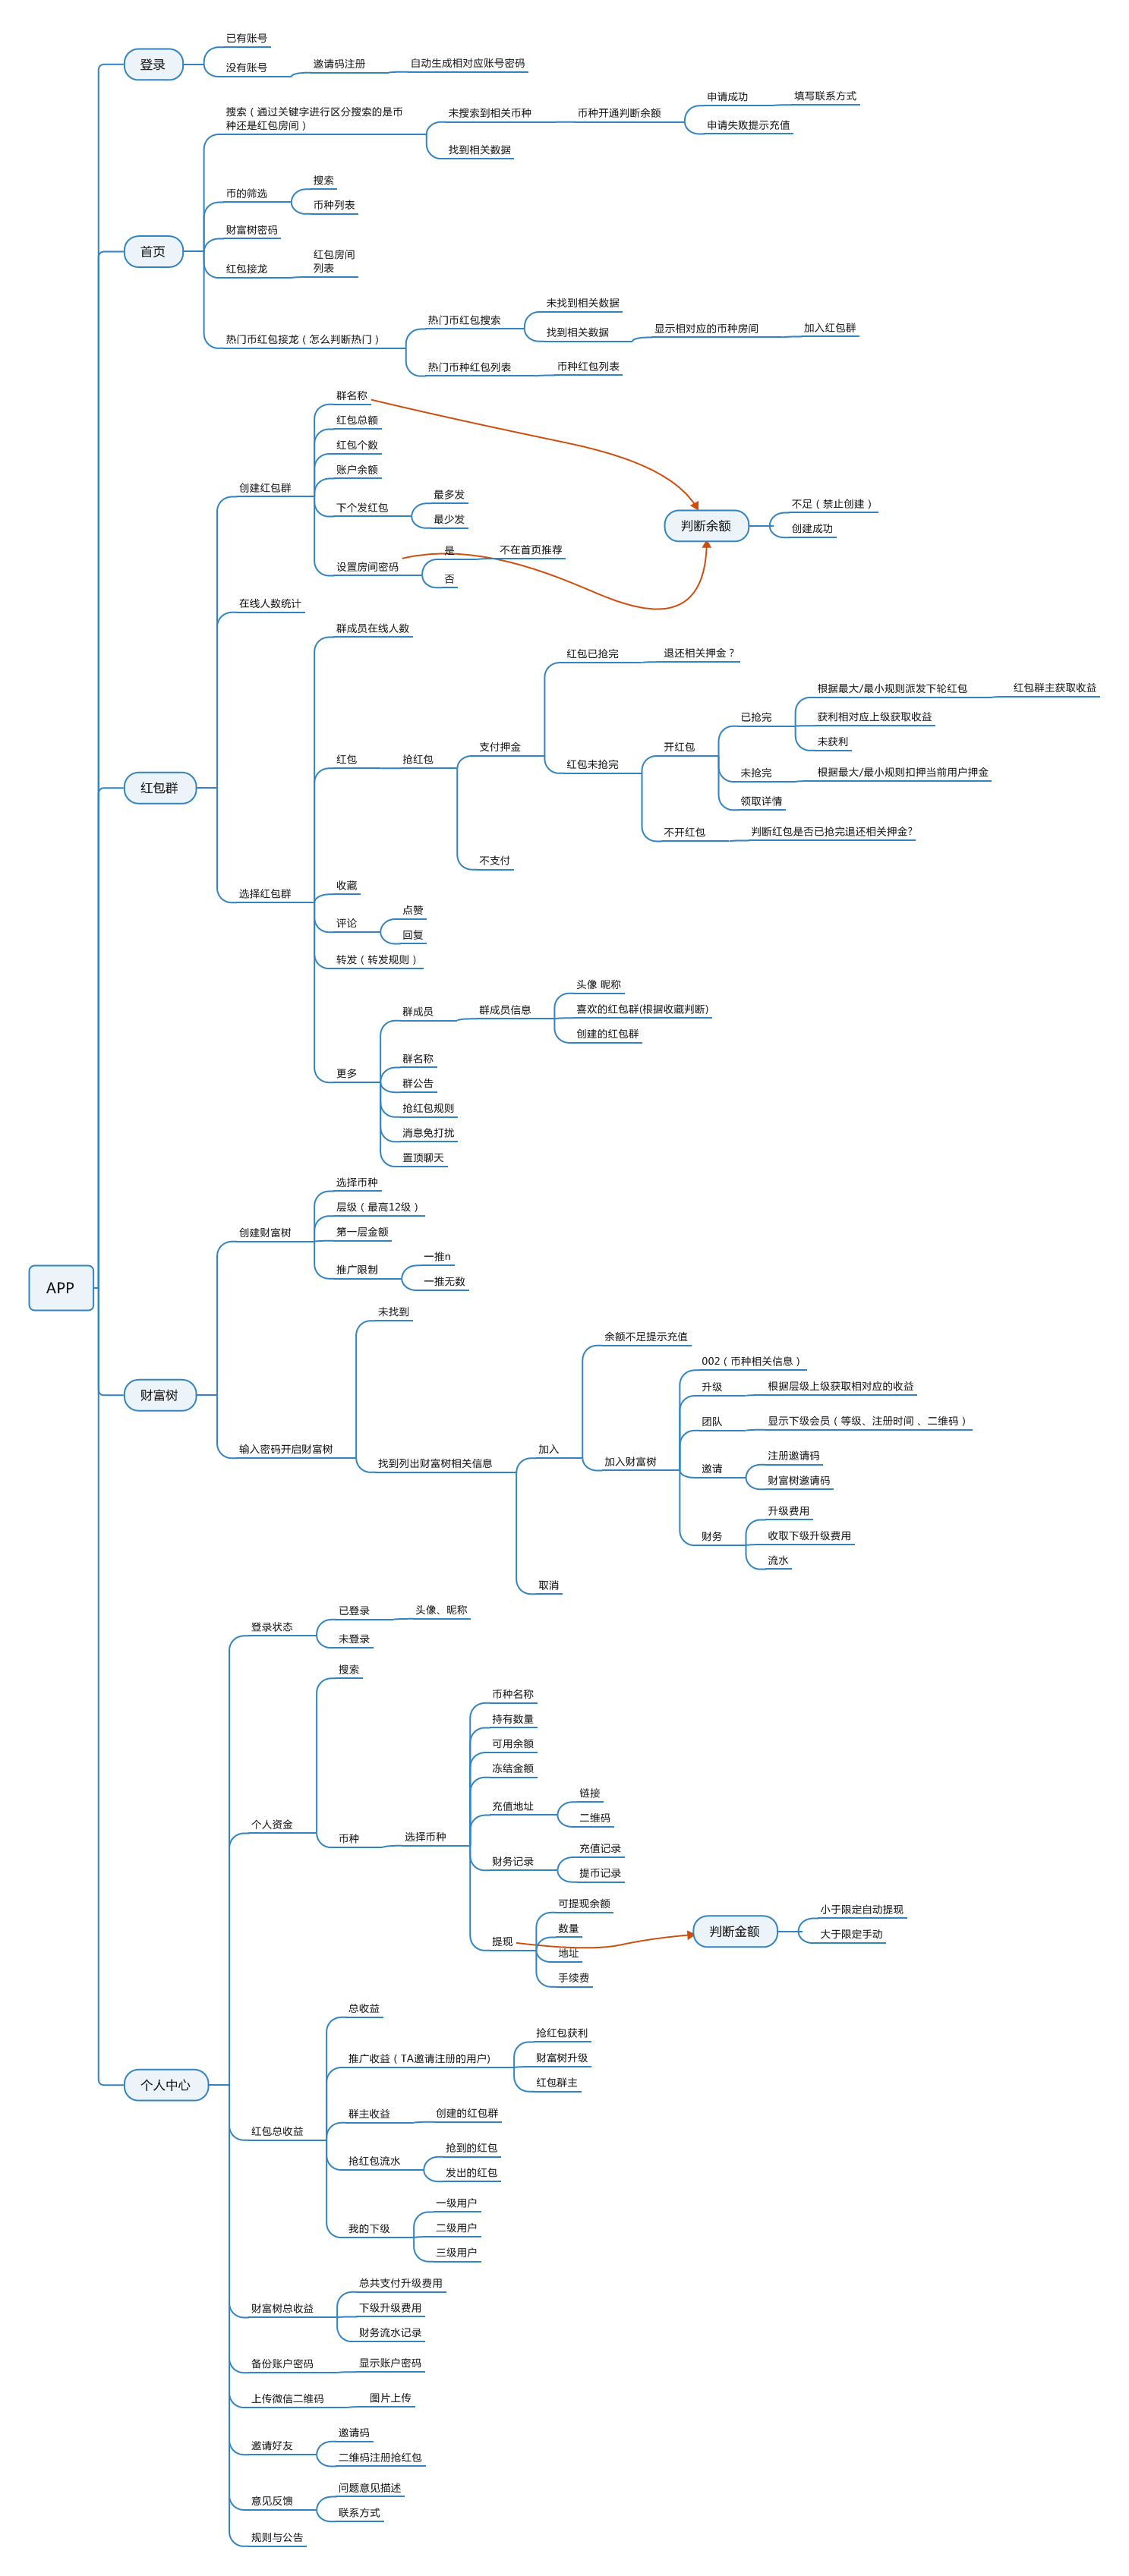 已有账号
登录
没有账号
邀请码注册
自动生成相对应账号密码
搜索（通过关键字进行区分搜索的是币
种还是红包房间）
未搜索到相关币种
币种开通判断余额
申请成功
填写联系方式
申请失败提示充值
找到相关数据
币的筛选
搜索
币种列表
首页
财富树密码
红包接龙
红包房间
列表
热门币红包接龙（怎么判断热门）
热门币红包搜索
未找到相关数据
找到相关数据
显示相对应的币种房间
加入红包群
热门币种红包列表
币种红包列表
群名称
红包总额
红包个数
账户余额
创建红包群
下个发红包
最多发
最少发
判断余额
不足（禁止创建）
创建成功
设置房间密码
是
不在首页推荐
否
在线人数统计
群成员在线人数
红包群
红包
抢红包
支付押金
红包已抢完
退还相关押金？
红包未抢完
开红包
已抢完
根据最大/最小规则派发下轮红包
红包群主获取收益
获利相对应上级获取收益
未获利
未抢完
根据最大/最小规则扣押当前用户押金
领取详情
不开红包
判断红包是否已抢完退还相关押金?
不支付
选择红包群
收藏
评论
点赞
回复
转发（转发规则）
更多
群成员
群成员信息
头像 昵称
喜欢的红包群(根据收藏判断)
创建的红包群
群名称
群公告
抢红包规则
消息免打扰
置顶聊天
APP
财富树
创建财富树
选择币种
层级（最高12级）
第一层金额
推广限制
一推n
一推无数
输入密码开启财富树
未找到
找到列出财富树相关信息
加入
余额不足提示充值
加入财富树
002（币种相关信息）
升级
根据层级上级获取相对应的收益
团队
显示下级会员（等级、注册时间 、二维码）
邀请
注册邀请码
财富树邀请码
财务
升级费用
收取下级升级费用
流水
取消
登录状态
已登录
头像、昵称
未登录
个人资金
搜索
币种
选择币种
币种名称
持有数量
可用余额
冻结金额
充值地址
链接
二维码
财务记录
充值记录
提币记录
提现
可提现余额
数量
地址
手续费
判断金额
小于限定自动提现
大于限定手动
个人中心
红包总收益
总收益
推广收益（TA邀请注册的用户）
抢红包获利
财富树升级
红包群主
群主收益
创建的红包群
抢红包流水
抢到的红包
发出的红包
我的下级
一级用户
二级用户
三级用户
财富树总收益
总共支付升级费用
下级升级费用
财务流水记录
备份账户密码
显示账户密码
上传微信二维码
图片上传
邀请好友
邀请码
二维码注册抢红包
意见反馈
问题意见描述
联系方式
规则与公告